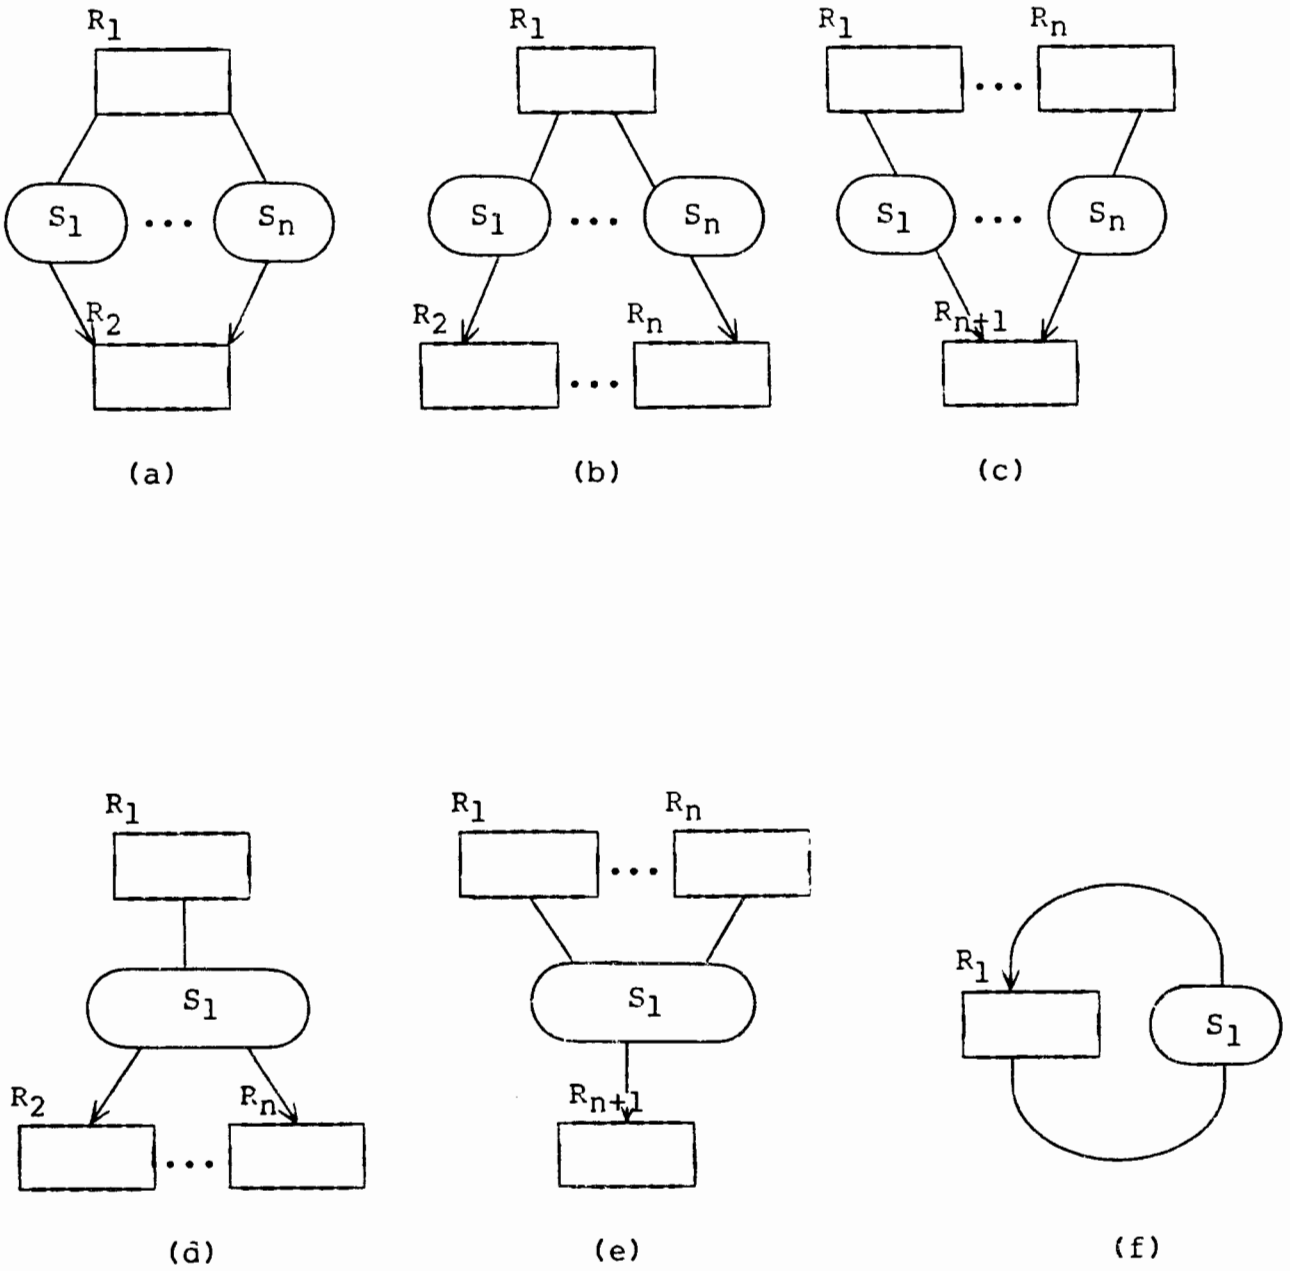 R1
S1 ... Sn
R2
(a)
R1
S1 ... Sn
R2 Rn
...
(b)
R1 Rn
...
S1 ... Sn
Rn+1
(c)
R1
S1
R2 Rn
...
(d)
R1 Rn
...
S1
Rn+1
(e)
R1
S1
(f)